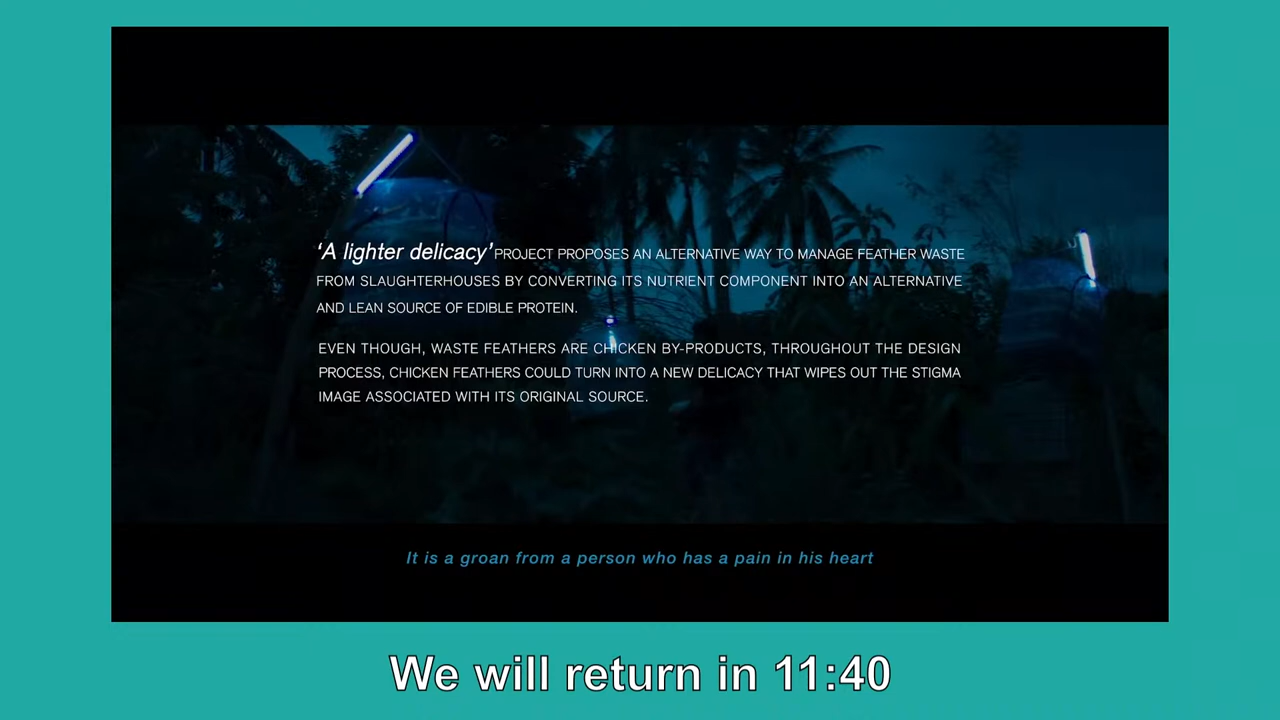 'A lighter delicacy' PROJECT PROPOSES AN ALTERNATIVE WAY TO MANAGE FEATHER WASTE
FROM SLAUGHTERHOUSES BY CONVERTING ITS NUTRIENT COMPONENT INTO AN ALTERNATIVE
AND LEAN SOURCE OF EDIBLE PROTEIN.
EVEN THOUGH, WASTE FEATHERS ARE CHICKEN BY-PRODUCTS, THROUGHOUT THE DESIGN
PROCESS, CHICKEN FEATHERS COULD TURN INTO A NEW DELICACY THAT WIPES OUT THE STIGMA
IMAGE ASSOCIATED WITH ITS ORIGINAL SOURCE.
It is a groan from a person who has a pain in his heart
We will return in 11:40